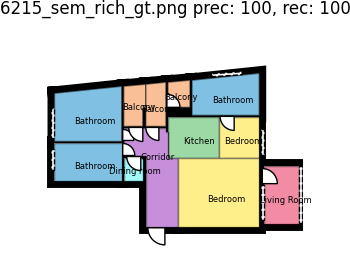 6215_sem_rich_gt.png prec: 100, rec: 100
Balcony
Bathroom
Balcony
Balcony
Bathroom
Kitchen
Bedroom
Corridor
Bathroom
Dining room
Bedroom
Living Room